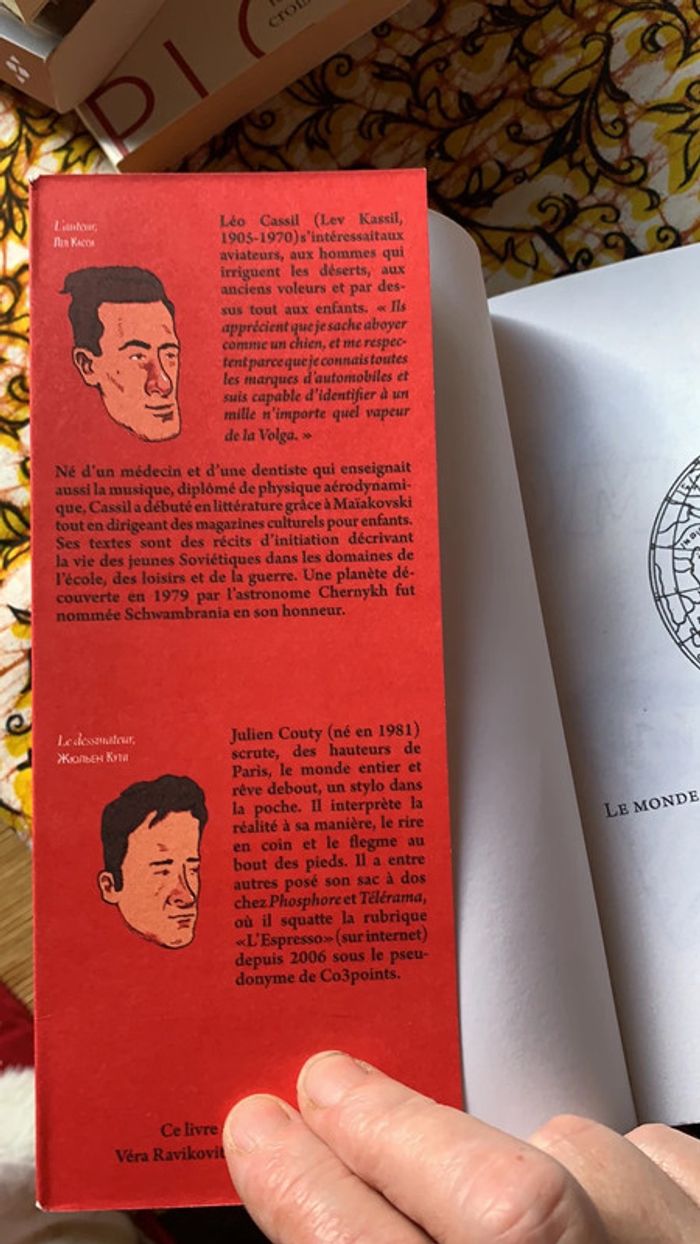 PI
L'auteur,
Лев Кассіл
Léo Cassil (Lev Kassil,
1905-1970) s'intéressait aux
aviateurs, aux hommes qui
irriguent les déserts, aux
anciens voleurs et par des-
sus tout aux enfants. « Ils
apprécient que je sache aboyer
comme un chien, et me respec-
tent parce que je connais toutes
les marques d'automobiles et
suis capable d'identifier à un
mille n'importe quel vapeur
de la Volga. »
Né d'un médecin et d'une dentiste qui enseignait
aussi la musique, diplômé de physique aérodynami-
que, Cassil a débuté en littérature grâce à Maïakovski
tout en dirigeant des magazines culturels pour enfants.
Ses textes sont des récits d'initiation décrivant
la vie des jeunes Soviétiques dans les domaines de
l'école, des loisirs et de la guerre. Une planète dé-
couverte en 1979 par l'astronome Chernykh fut
nommée Schwambrania en son honneur.
Le dessinateur,
Жюльен Кути
Julien Couty (né en 1981)
scrute, des hauteurs de
Paris, le monde entier et
rêve debout, un stylo dans
la poche. Il interprète la
réalité à sa manière, le rire
en coin et le flegme au
bout des pieds. Il a entre
autres posé son sac à dos
chez Phosphore et Télérama,
où il squatte la rubrique
«L'Espresso» (sur internet)
depuis 2006 sous le pseu-
donyme de Co3points.
Ce livre
Véra Ravikovit
LE MONDE